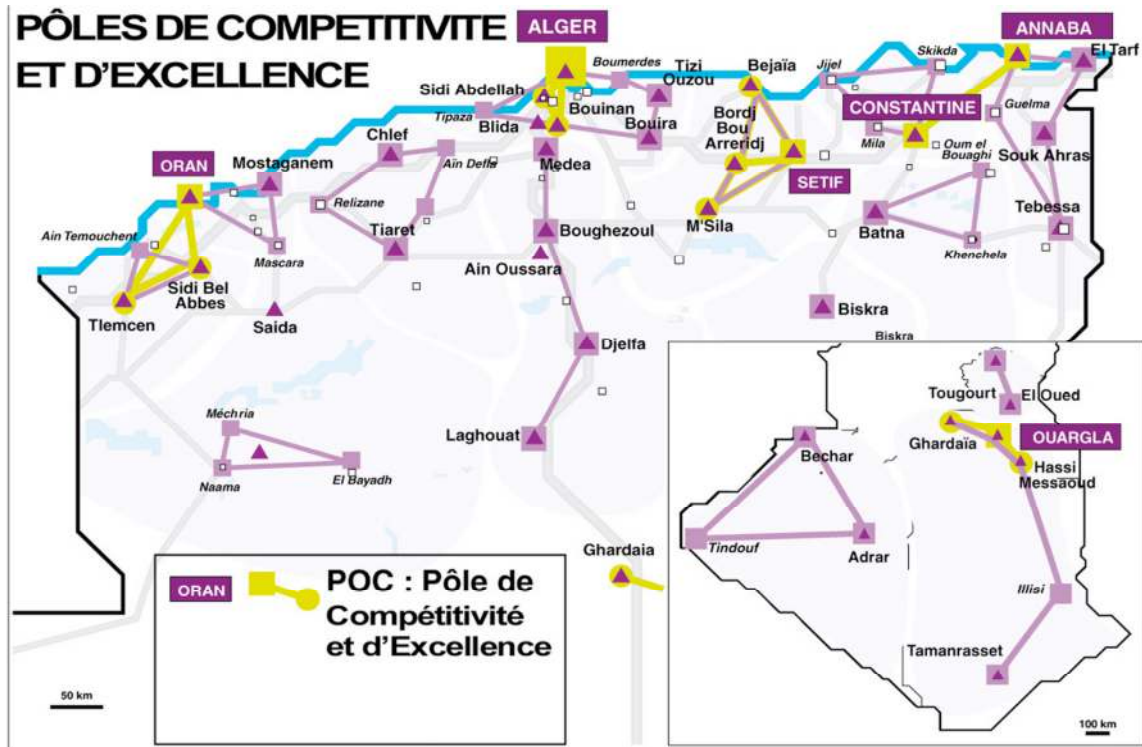 PÔLES DE COMPETITIVITE
ET D'EXCELLENCE
ALGER
ANNABA
El Tarf
Skikda
Jijel
Boumerdes
Tizi
Ouzou
Bejaïa
Sidi Abdellah
Tipaza
Blida
Bouinan
Bouira
Bordj
Bou
Arreridj
CONSTANTINE
Guelma
Mila
Oum el
Bouaghi
Souk Ahras
Chlef
Aïn Defla
Medea
SETIF
ORAN
Mostaganem
Relizane
Tiaret
Boughezoul
M'Sila
Batna
Khenchela
Tebessa
Ain Temouchent
Mascara
Ain Oussara
Sidi Bel
Abbes
Tlemcen
Saida
Biskra
Biskra
Djelfa
Méchria
Laghouat
Naama
El Bayadh
Tougourt
El Oued
Ghardaïa
OUARGLA
Hassi
Messaoud
Bechar
Tindouf
Adrar
Illisi
Tamanrasset
100 km
Ghardaia
ORAN
POC : Pôle de
Compétitivité
et d'Excellence
50 km